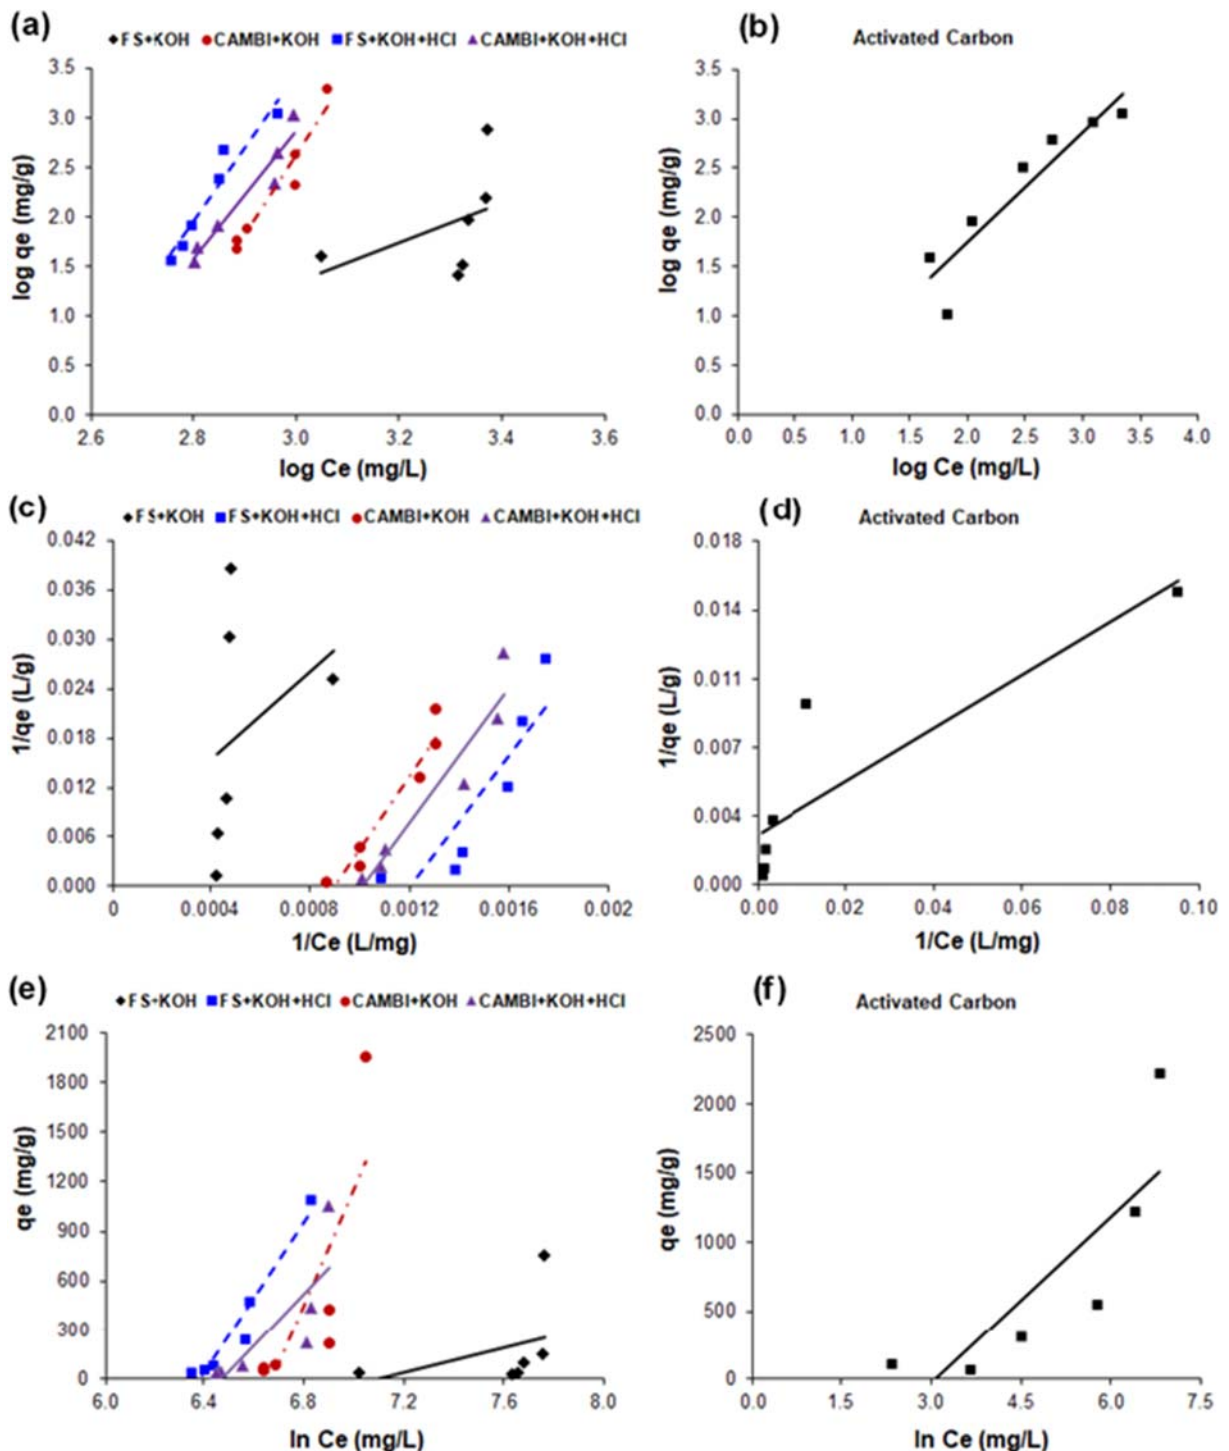 (a)
◆FS+KOH ●CAMBI+KOH ■FS+KOH+HCl ▲CAMBI+KOH+HCl
3.5
3.0
2.5
2.0
1.5
1.0
0.5
0.0
log qe (mg/g)
2.6 2.8 3.0 3.2 3.4 3.6
log Ce (mg/L)
(b)
Activated Carbon
3.5
3.0
2.5
2.0
1.5
1.0
0.5
0.0
log qe (mg/g)
0.0 0.5 1.0 1.5 2.0 2.5 3.0 3.5 4.0
log Ce (mg/L)
(c)
◆FS+KOH ■FS+KOH+HCl ●CAMBI+KOH ▲CAMBI+KOH+HCl
0.042
0.036
0.030
0.024
0.018
0.012
0.006
0.000
1/qe (L/g)
0 0.0004 0.0008 0.0012 0.0016 0.002
1/Ce (L/mg)
(d)
Activated Carbon
0.018
0.014
0.011
0.007
0.004
0.000
1/qe (L/g)
0.00 0.02 0.04 0.06 0.08 0.10
1/Ce (L/mg)
(e)
◆FS+KOH ■FS+KOH+HCl ●CAMBI+KOH ▲CAMBI+KOH+HCl
2100
1800
1500
1200
900
600
300
0
qe (mg/g)
6.0 6.4 6.8 7.2 7.6 8.0
ln Ce (mg/L)
(f)
Activated Carbon
2500
2000
1500
1000
500
0
qe (mg/g)
0.0 1.5 3.0 4.5 6.0 7.5
ln Ce (mg/L)